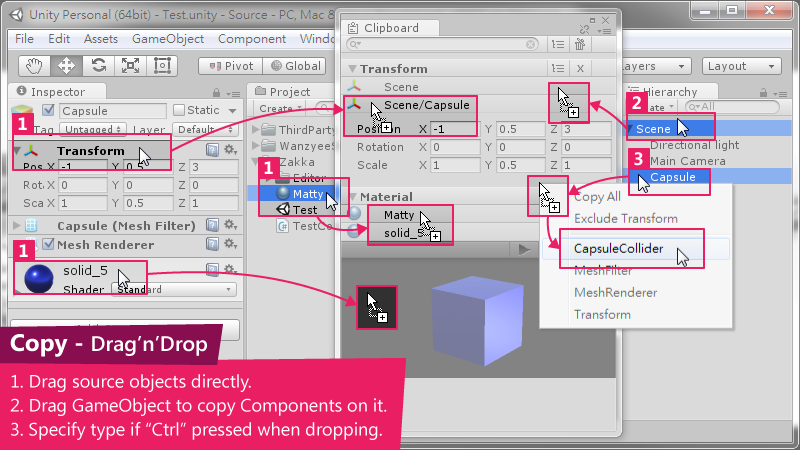 Unity Personal (64bit) - Test.unity - Source - PC, Mac &
File Edit Assets GameObject Component Window
Pivot Global Layers Layout
Inspector
Capsule Static
Tag Untagged Layer Default
1
Transform
Pos X -1 Y 0.5 Z 3
Rot X 0 Y 0 Z 0
Sca X 1 Y 0.5 Z 1
Capsule (Mesh Filter)
Mesh Renderer
1
solid_5
Shader Standard
Project
Create
ThirdParty
WanzyeeS
Zakka
1
Editor
Matty
Test
TestCo
Clipboard
Transform X
Scene
Scene/Capsule
Position X -1 Y 0.5 Z 3
Rotation X 0 Y 0 Z 0
Scale X 1 Y 0.5 Z 1
Material
Matty
solid_5
Hierarchy
All
2
Scene
Directional light
Main Camera
3
Capsule
Copy All
Exclude Transform
CapsuleCollider
MeshFilter
MeshRenderer
Transform
Copy - Drag'n'Drop
1. Drag source objects directly.
2. Drag GameObject to copy Components on it.
3. Specify type if “Ctrl” pressed when dropping.